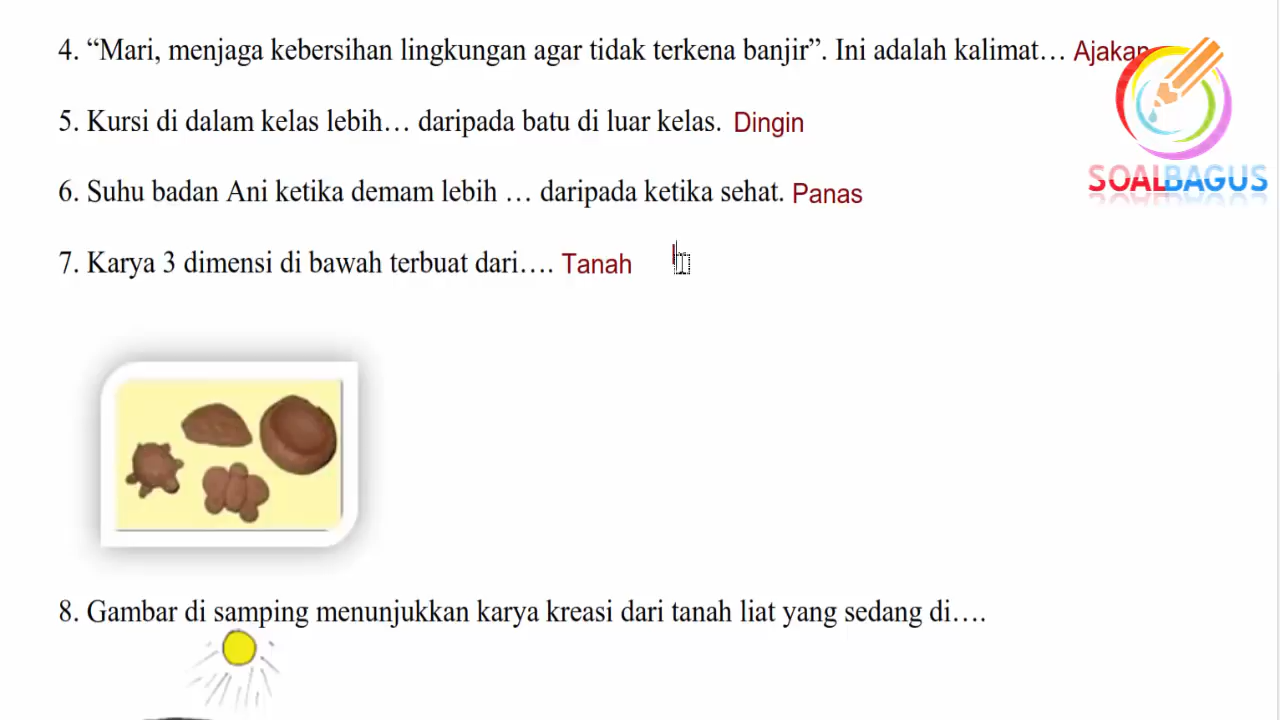 4. “Mari, menjaga kebersihan lingkungan agar tidak terkena banjir”. Ini adalah kalimat… Ajakan
5. Kursi di dalam kelas lebih… daripada batu di luar kelas. Dingin
6. Suhu badan Ani ketika demam lebih … daripada ketika sehat. Panas
7. Karya 3 dimensi di bawah terbuat dari…. Tanah
8. Gambar di samping menunjukkan karya kreasi dari tanah liat yang sedang di….
SOALBAGUS